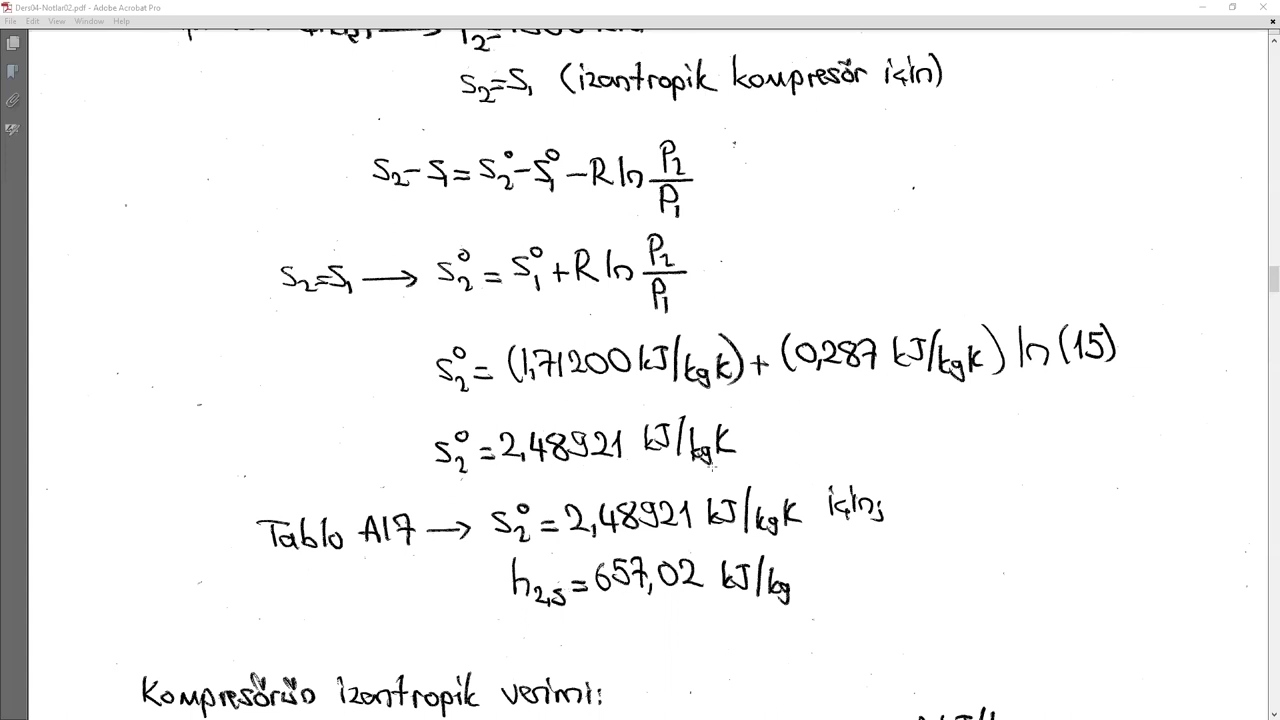 Ders04-Notlar02.pdf - Adobe Acrobat Pro
File Edit View Window Help
S₂=S₁ (izantropik kompresör için)
S₂-S₁=S₂°-S₁°-R ln P₂/P₁
S₂=S₁ → S₂°=S₁°+R ln P₂/P₁
S₂°=(1,71200 kJ/kgK)+(0,287 kJ/kgK) ln(15)
S₂°=2,48921 kJ/kgK
Tablo A17 → S₂°=2,48921 kJ/kgK için;
h₂,s=657,02 kJ/kg
Kompresörün izantropik verimi: